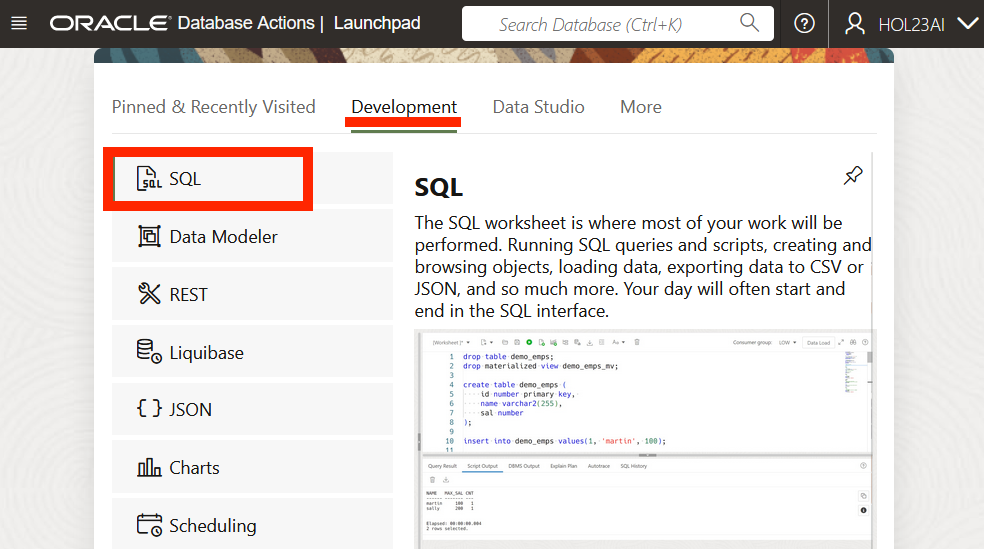 ORACLE® Database Actions | Launchpad
Search Database (Ctrl+K)
HOL23AI
Pinned & Recently Visited
Development
Data Studio
More
SQL
Data Modeler
REST
Liquibase
JSON
Charts
Scheduling
SQL
The SQL worksheet is where most of your work will be
performed. Running SQL queries and scripts, creating and
browsing objects, loading data, exporting data to CSV or
JSON, and so much more. Your day will often start and
end in the SQL interface.
[Worksheet]*
Aa
Consumer group: LOW
Data Load
1 drop table demo_emps;
2 drop materialized view demo_emps_mv;
3
4 create table demo_emps (
5 id number primary key,
6 name varchar2(255),
7 sal number
8 );
9
10 insert into demo_emps values(1, 'martin', 100);
11
Query Result
Script Output
DBMS Output
Explain Plan
Autotrace
SQL History
NAME MAX_SAL CNT
martin 100 1
sally 200 1
Elapsed: 00:00:00.004
2 rows selected.